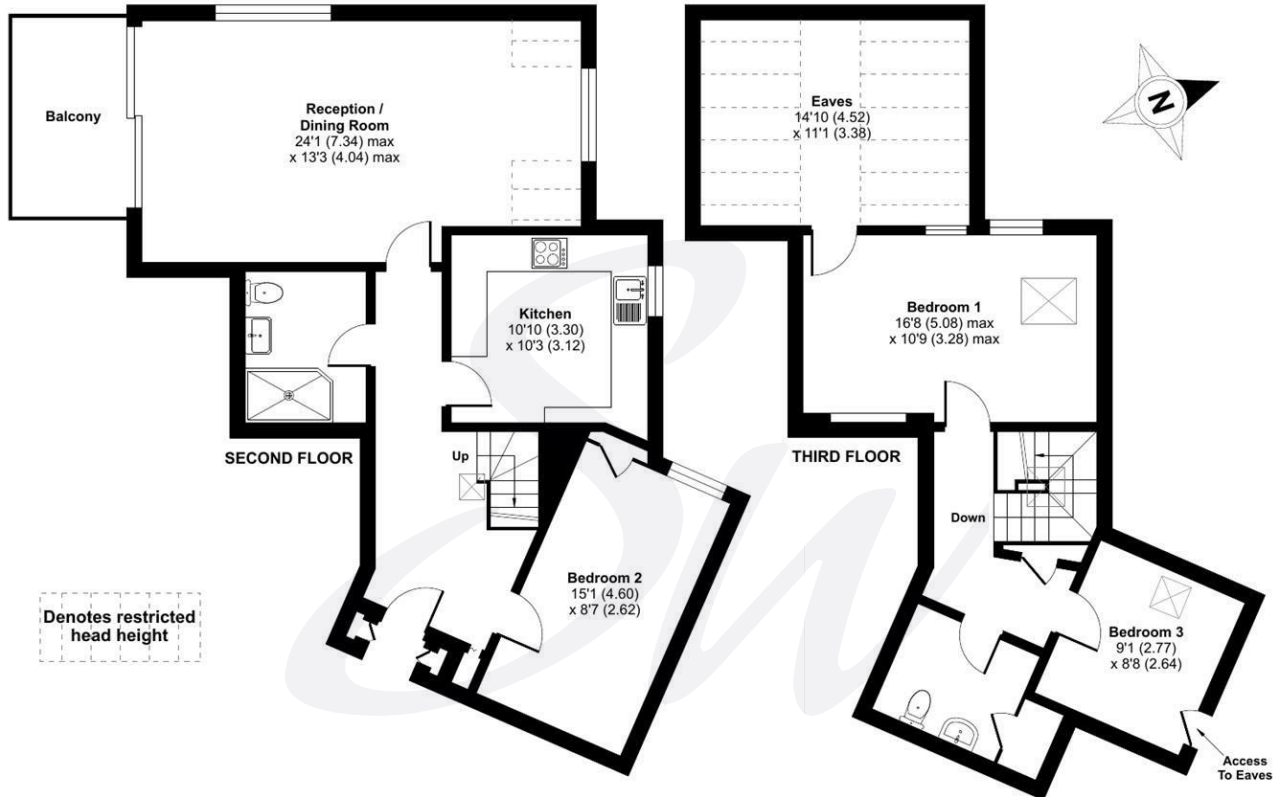 Balcony
Reception /
Dining Room
24'1 (7.34) max
x 13'3 (4.04) max
Kitchen
10'10 (3.30)
x 10'3 (3.12)
SECOND FLOOR
Up
Bedroom 2
15'1 (4.60)
x 8'7 (2.62)
Denotes restricted
head height
Eaves
14'10 (4.52)
x 11'1 (3.38)
N
Bedroom 1
16'8 (5.08) max
x 10'9 (3.28) max
THIRD FLOOR
Down
Bedroom 3
9'1 (2.77)
x 8'8 (2.64)
Access
To Eaves
SW